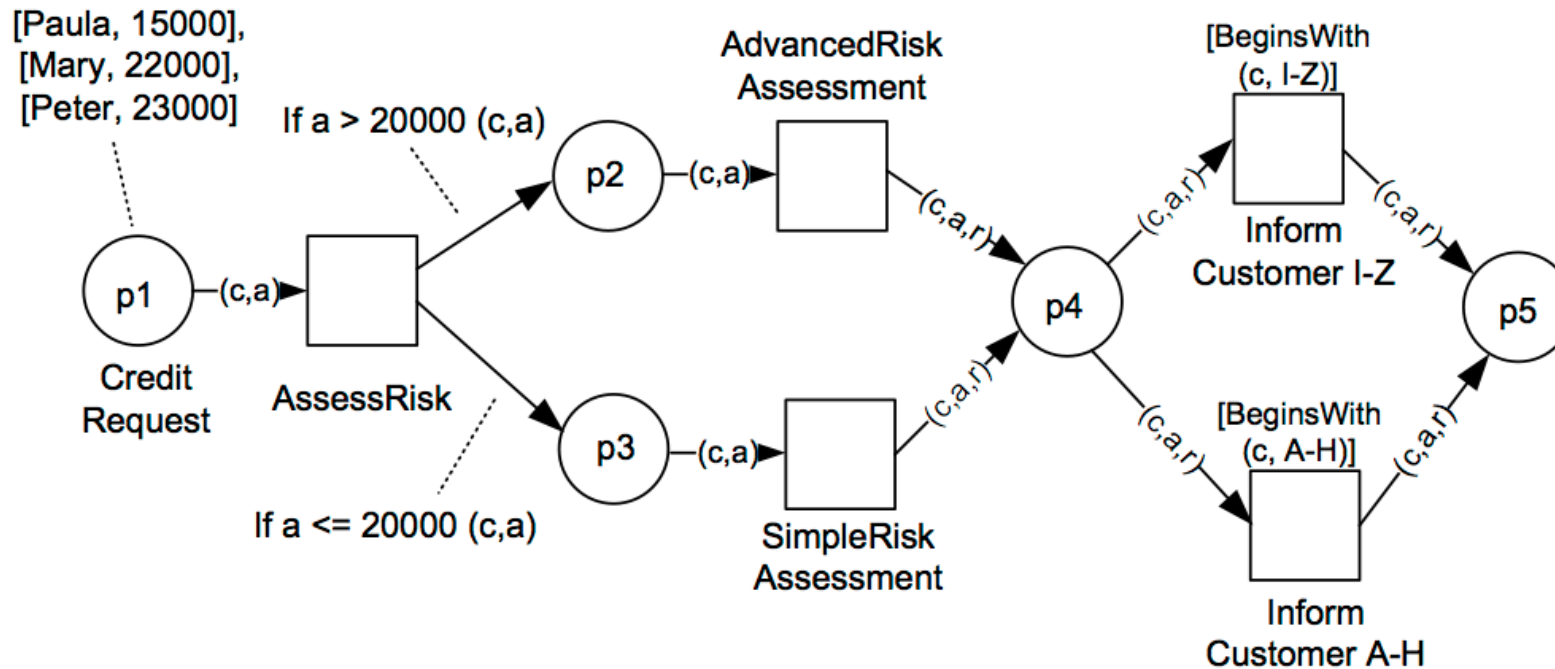 [Paula, 15000],
[Mary, 22000],
[Peter, 23000]
If a > 20000 (c,a)
p1
Credit
Request
(c,a)
AssessRisk
If a <= 20000 (c,a)
p2
(c,a)
AdvancedRisk
Assessment
(c,a,r)
p3
(c,a)
SimpleRisk
Assessment
(c,a,r)
p4
(c,a,r)
[BeginsWith
(c, I-Z)]
Inform
Customer I-Z
(c,a,r)
(c,a,r)
[BeginsWith
(c, A-H)]
Inform
Customer A-H
(c,a,r)
p5